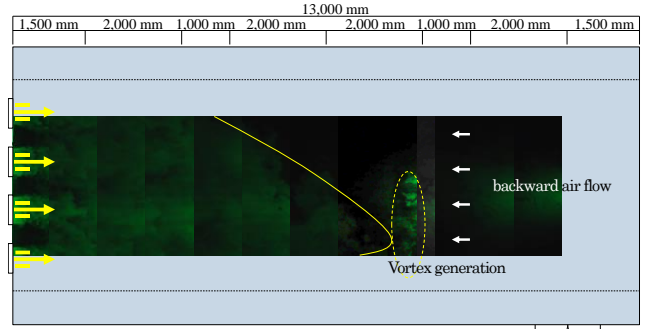 13,000 mm
1,500 mm 2,000 mm 1,000 mm 2,000 mm 2,000 mm 1,000 mm 2,000 mm 1,500 mm
backward air flow
Vortex generation